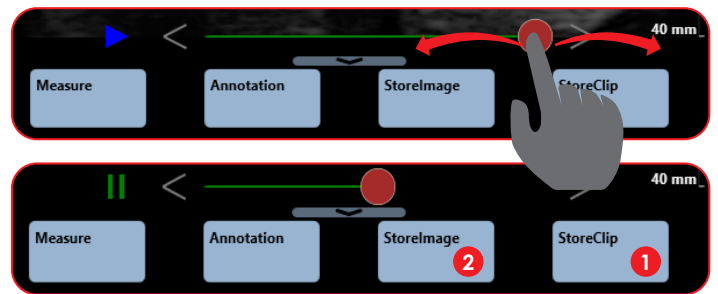 40 mm
Measure
Annotation
StoreImage
StoreClip
40 mm
Measure
Annotation
StoreImage
2
StoreClip
1